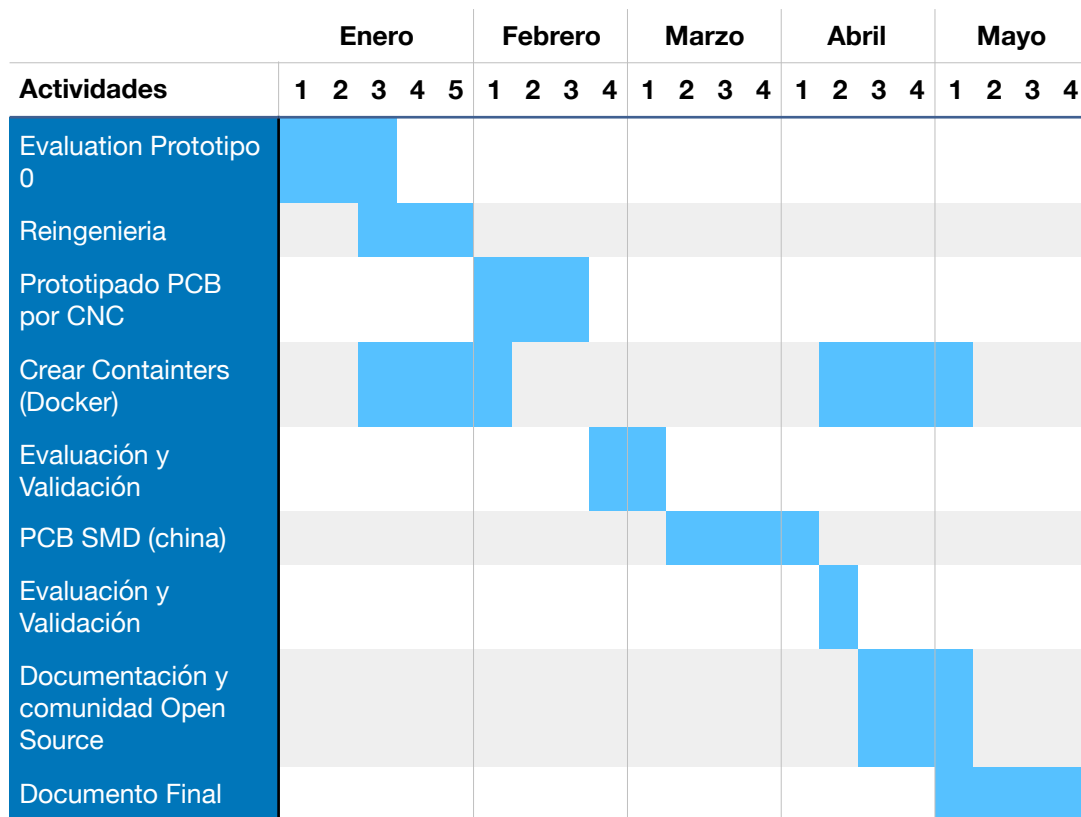 Enero Febrero Marzo Abril Mayo
Actividades 1 2 3 4 5 1 2 3 4 1 2 3 4 1 2 3 4 1 2 3 4
Evaluation Prototipo
0
Reingenieria
Prototipado PCB
por CNC
Crear Containters
(Docker)
Evaluación y
Validación
PCB SMD (china)
Evaluación y
Validación
Documentación y
comunidad Open
Source
Documento Final